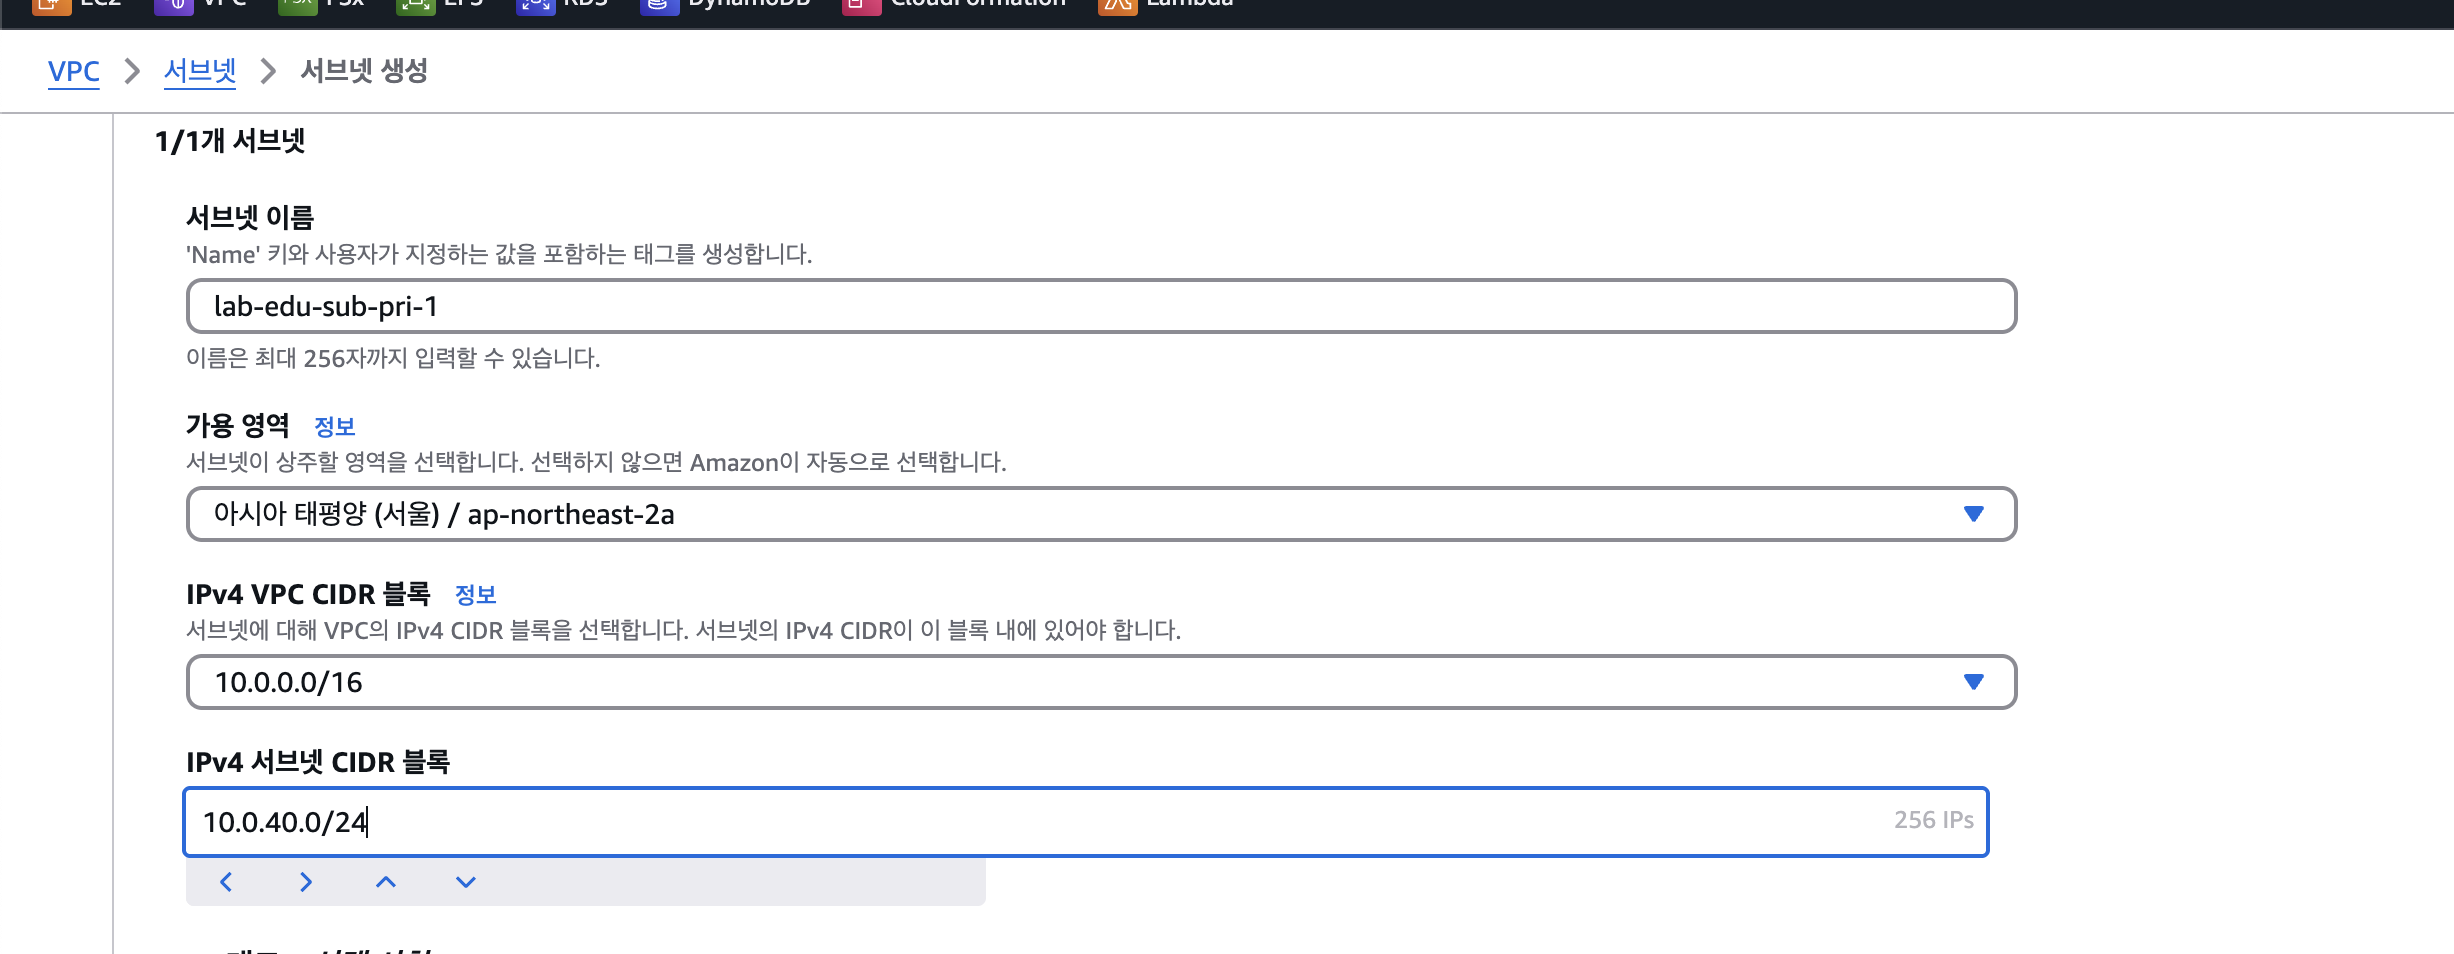 EC2 VPC FSx EFS RDS DynamoDB CloudFormation Lambda
VPC 서브넷 서브넷 생성
1/1개 서브넷
서브넷 이름
'Name' 키와 사용자가 지정하는 값을 포함하는 태그를 생성합니다.
lab-edu-sub-pri-1
이름은 최대 256자까지 입력할 수 있습니다.
가용 영역 정보
서브넷이 상주할 영역을 선택합니다. 선택하지 않으면 Amazon이 자동으로 선택합니다.
아시아 태평양 (서울) / ap-northeast-2a
IPv4 VPC CIDR 블록 정보
서브넷에 대해 VPC의 IPv4 CIDR 블록을 선택합니다. 서브넷의 IPv4 CIDR이 이 블록 내에 있어야 합니다.
10.0.0.0/16
IPv4 서브넷 CIDR 블록
10.0.40.0/24 256 IPs